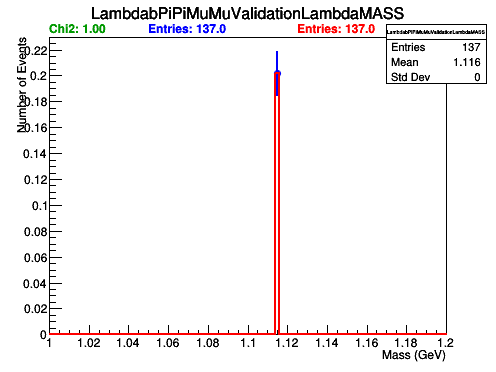 LambdabPiPiMuMuValidationLambdaMASS
Chi2: 1.00 Entries: 137.0 Entries: 137.0
LambdabPiPiMuMuValidationLambdaMASS
Entries 137
Mean 1.116
Std Dev 0
Number of Events
0.22
0.2
0.18
0.16
0.14
0.12
0.1
0.08
0.06
0.04
0.02
0
1 1.02 1.04 1.06 1.08 1.10 1.12 1.14 1.16 1.18 1.2
Mass (GeV)